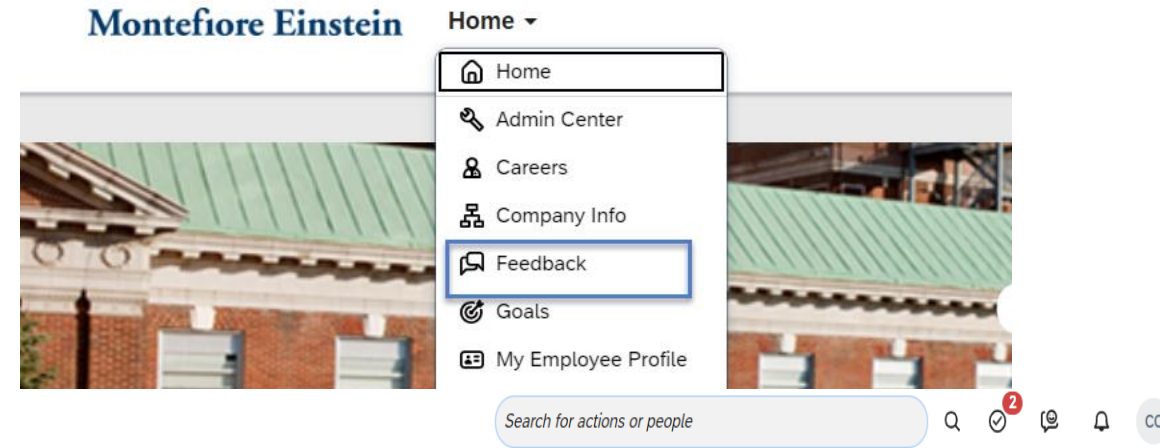 Montefiore Einstein
Home
Home
Admin Center
Careers
Company Info
Feedback
Goals
My Employee Profile
Search for actions or people
2